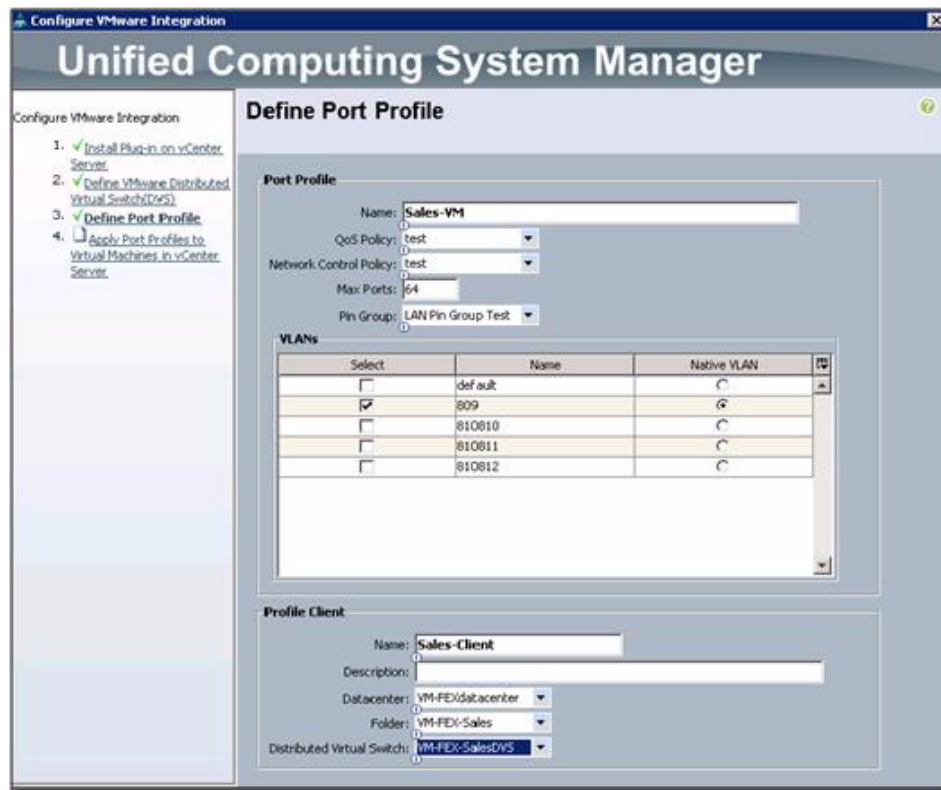 Configure VMware Integration
Unified Computing System Manager
Configure VMware Integration
1. Install Plug-in on vCenter
Server
2. Define VMware Distributed
Virtual Switch(DVS)
3. Define Port Profile
4. Apply Port Profiles to
Virtual Machines in vCenter
Server
Define Port Profile
Port Profile
Name: Sales-VM
QoS Policy: test
Network Control Policy: test
Max Ports: 64
Pin Group: LAN Pin Group Test
VLANs
Select Name Native VLAN
default
809
810810
810811
810812
Profile Client
Name: Sales-Client
Description:
Datacenter: VM-FEXdatacenter
Folder: VM-FEX-Sales
Distributed Virtual Switch: VM-FEX-SalesDVS